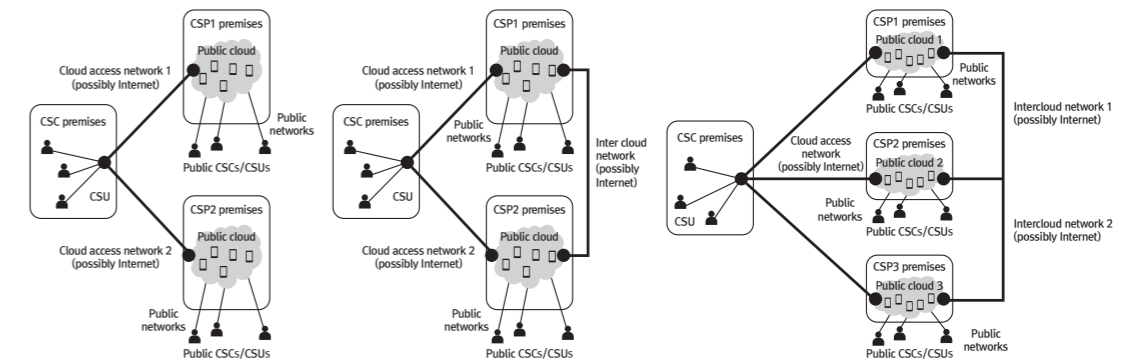 CSP1 premises
Public cloud
Cloud access network 1
(possibly Internet)
CSC premises
CSU
Public
networks
Public CSCs/CSUs
CSP2 premises
Public cloud
Cloud access network 2
(possibly Internet)
Public
networks
Public CSCs/CSUs
CSP1 premises
Public cloud
Cloud access network 1
(possibly Internet)
CSC premises
CSU
Public
networks
Public CSCs/CSUs
Inter cloud
network
(possibly
Internet)
CSP2 premises
Public cloud
Cloud access network 2
(possibly Internet)
Public
networks
Public CSCs/CSUs
CSP1 premises
Public cloud 1
Public
networks
Public CSCs/CSUs
Intercloud network 1
(possibly Internet)
CSC premises
CSU
Cloud access
network
(possibly Internet)
CSP2 premises
Public cloud 2
Public
networks
Public CSCs/CSUs
Intercloud network 2
(possibly Internet)
CSP3 premises
Public cloud 3
Public
networks
Public CSCs/CSUs